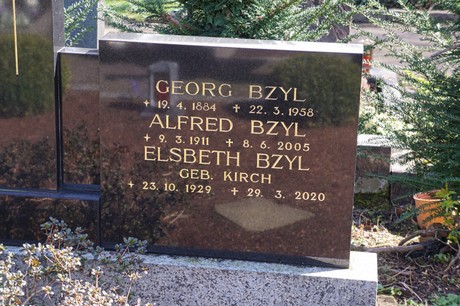 GEORG BZYL
✝ 19. 4. 1884 ✝ 22. 3. 1958
ALFRED BZYL
✝ 9. 3. 1911 ✝ 8. 6. 2005
ELSBETH BZYL
GEB. KIRCH
✝ 23. 10. 1929 ✝ 29. 3. 2020